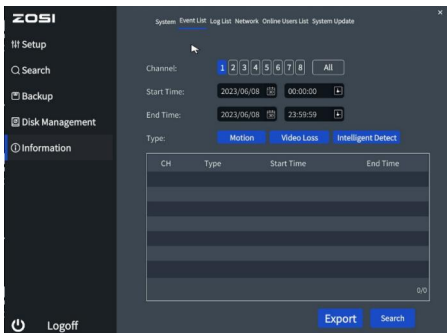 ZOSI
System Event List Log List Network Online Users List System Update
Setup
Search
Backup
Disk Management
Information
Channel: 1 2 3 4 5 6 7 8 All
Start Time: 2023/06/08 00:00:00
End Time: 2023/06/08 23:59:59
Type: Motion Video Loss Intelligent Detect
CH Type Start Time End Time
0/0
Export Search
Logoff